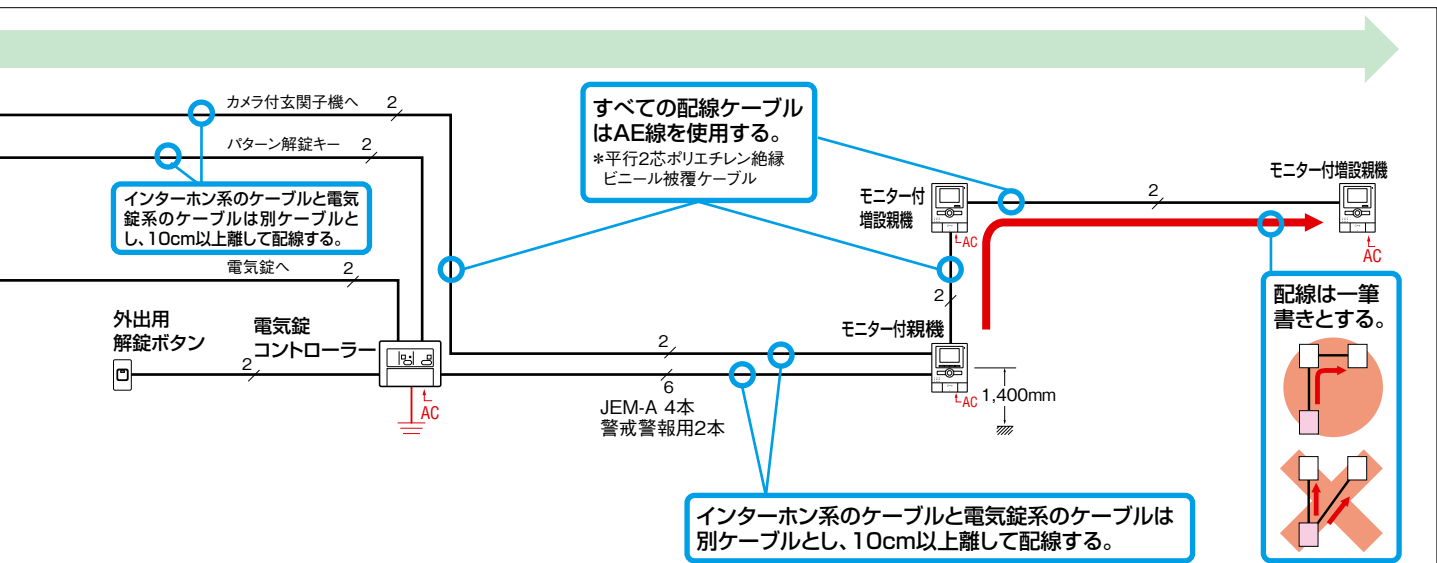 カメラ付玄関子機へ 2
パターン解錠キー 2
インターホン系のケーブルと電気
錠系のケーブルは別ケーブルと
し、10cm以上離して配線する。
電気錠へ 2
外出用
解錠ボタン
2
電気錠
コントローラー
AC
すべての配線ケーブル
はAE線を使用する。
*平行2芯ポリエチレン絶縁
ビニール被覆ケーブル
モニター付
増設親機
AC
2
モニター付増設親機
AC
2
モニター付親機
AC
1,400mm
2
6
JEM-A 4本
警戒警報用2本
インターホン系のケーブルと電気錠系のケーブルは
別ケーブルとし、10cm以上離して配線する。
配線は一筆
書きとする。